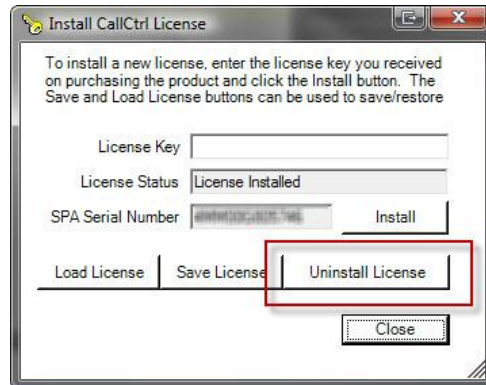 Install CallCtrl License
To install a new license, enter the license key you received
on purchasing the product and click the Install button. The
Save and Load License buttons can be used to save/restore
License Key
License Status License Installed
SPA Serial Number Install
Load License Save License Uninstall License
Close